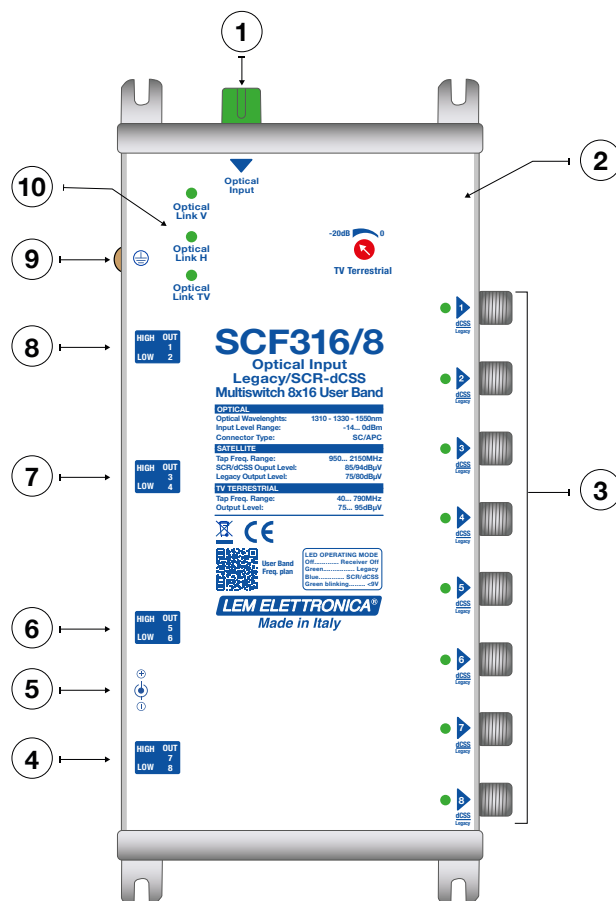 1
2
10
Optical
Input
Optical
Link V
Optical
Link H
Optical
Link TV
-20dB 0
TV Terrestrial
9
8
HIGH OUT
1
LOW 2
7
HIGH OUT
3
LOW 4
6
HIGH OUT
5
LOW 6
5
4
HIGH OUT
7
LOW 8
SCF316/8
Optical Input
Legacy/SCR-dCSS
Multiswitch 8x16 User Band
OPTICAL
Optical Wavelenghts: 1310 - 1330 - 1550nm
Input Level Range: -14... 0dBm
Connector Type: SC/APC
SATELLITE
Tap Freq. Range: 950... 2150MHz
SCR/dCSS Ouput Level: 85/94dBµV
Legacy Output Level: 75/80dBµV
TV TERRESTRIAL
Tap Freq. Range: 40... 790MHz
Output Level: 75... 95dBµV
CE
User Band
Freq. plan
LED OPERATING MODE
Off............. Receiver Off
Green................ Legacy
Blue............. SCR/dCSS
Green blinking......... <9V
LEM ELETTRONICA®
Made in Italy
1
dCSS
Legacy
2
dCSS
Legacy
3
dCSS
Legacy
4
dCSS
Legacy
5
dCSS
Legacy
6
dCSS
Legacy
7
dCSS
Legacy
8
dCSS
Legacy
3